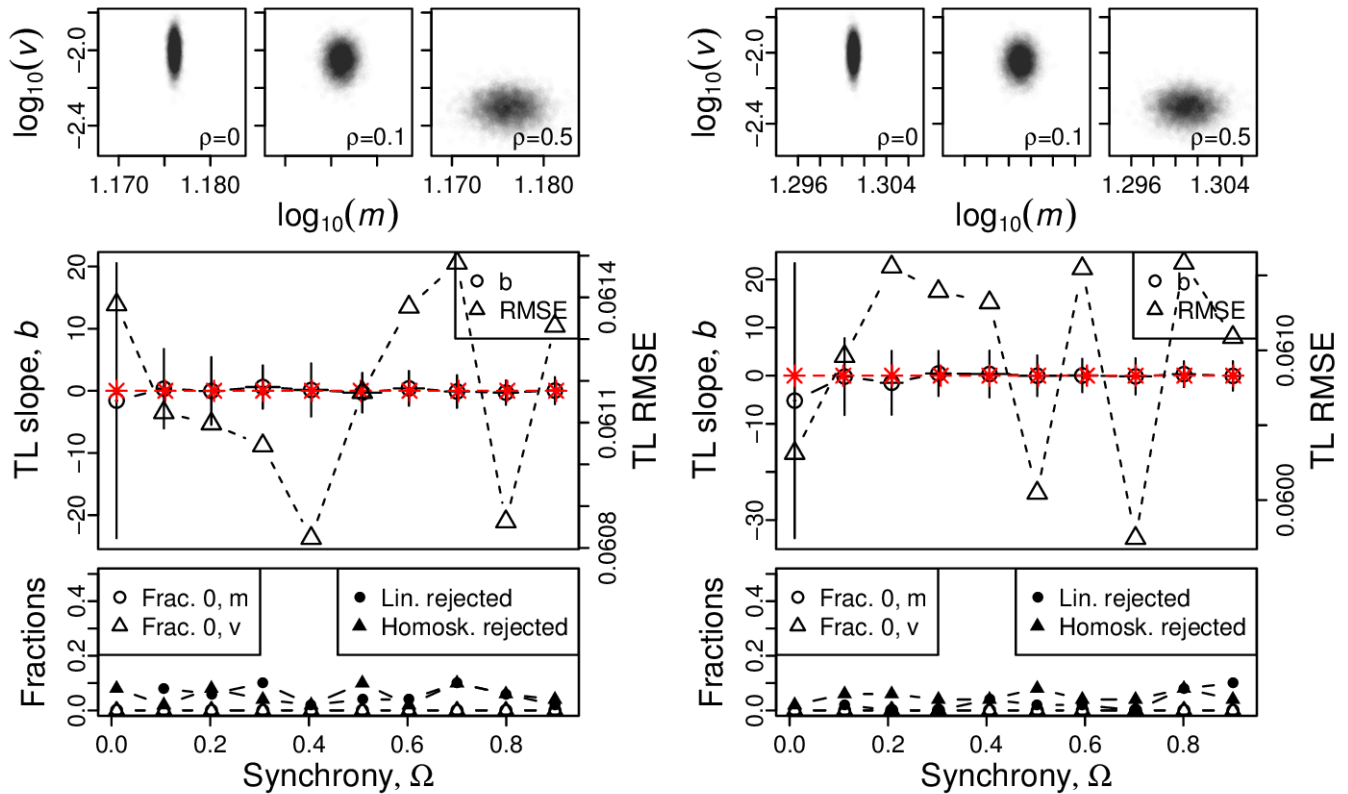 log10(v)
−2.4 −2.0
ρ=0
ρ=0.1
ρ=0.5
1.170 1.180 1.170 1.180
log10(m)
log10(v)
−2.4 −2.0
ρ=0
ρ=0.1
ρ=0.5
1.296 1.304 1.296 1.304
log10(m)
TL slope, b
−20 −10 0 10 20
b
RMSE
0.0608 0.0611 0.0614
TL RMSE
TL slope, b
−30 −10 0 10 20
b
RMSE
0.0600 0.0610
TL RMSE
Fractions
0.0 0.2 0.4
Frac. 0, m
Frac. 0, v
Lin. rejected
Homosk. rejected
0.0 0.2 0.4 0.6 0.8
Synchrony, Ω
Fractions
0.0 0.2 0.4
Frac. 0, m
Frac. 0, v
Lin. rejected
Homosk. rejected
0.0 0.2 0.4 0.6 0.8
Synchrony, Ω